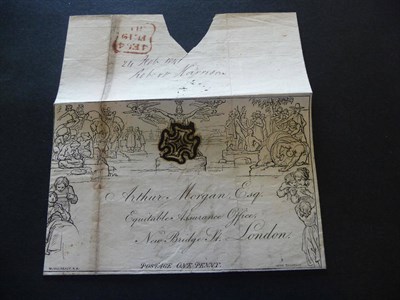 24 Feb 1841
Arthur Morgan Esq.
Equitable Assurance Office,
New Bridge St. London.
POSTAGE ONE PENNY.